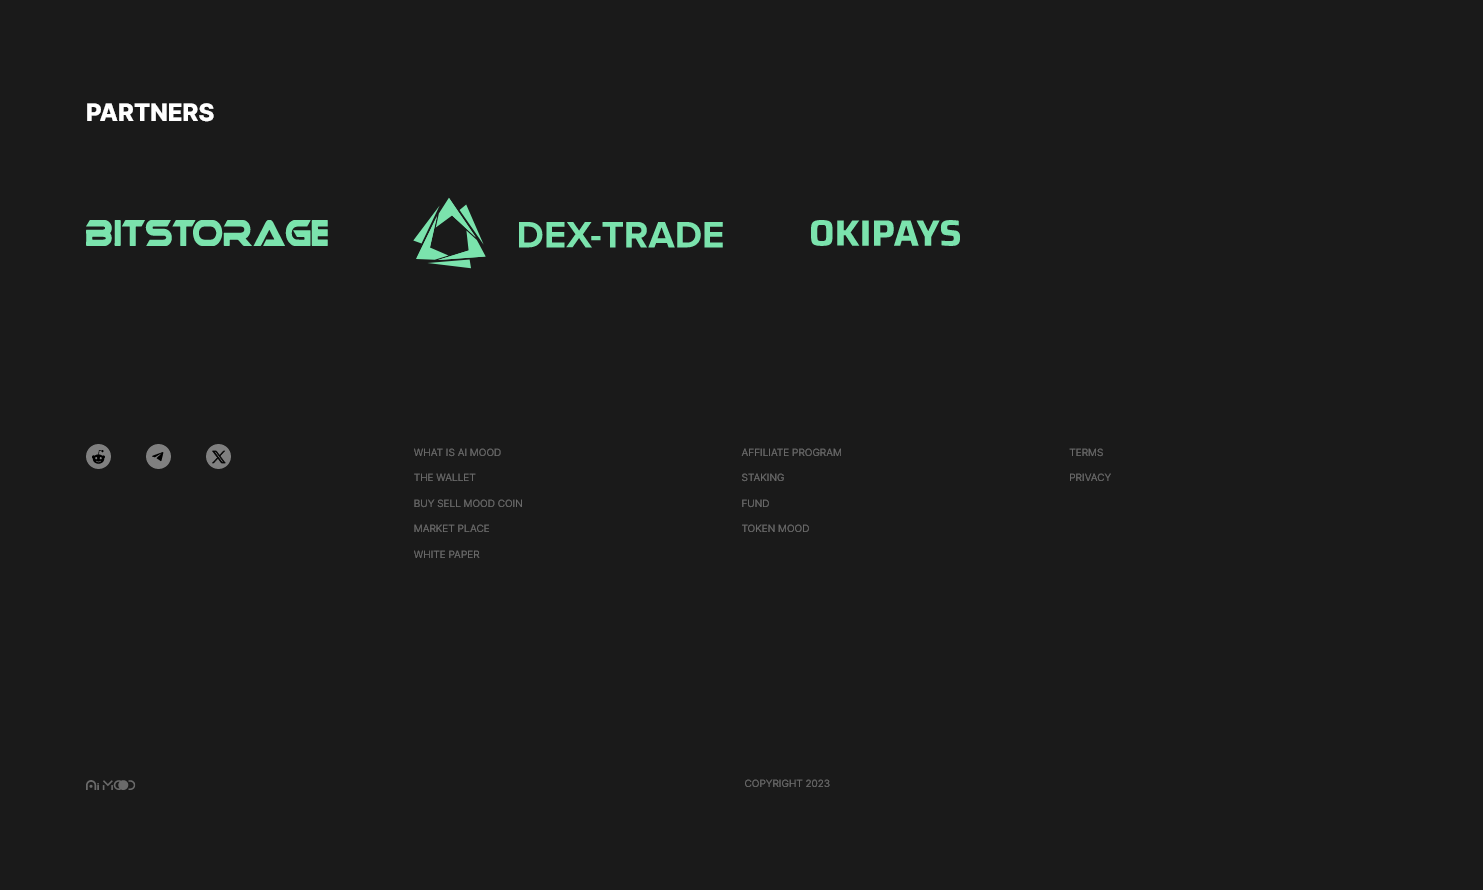 PARTNERS
BITSTORAGE
DEX-TRADE
OKIPAYS
WHAT IS AI MOOD
THE WALLET
BUY SELL MOOD COIN
MARKET PLACE
WHITE PAPER
AFFILIATE PROGRAM
STAKING
FUND
TOKEN MOOD
TERMS
PRIVACY
Ai MOOD
COPYRIGHT 2023